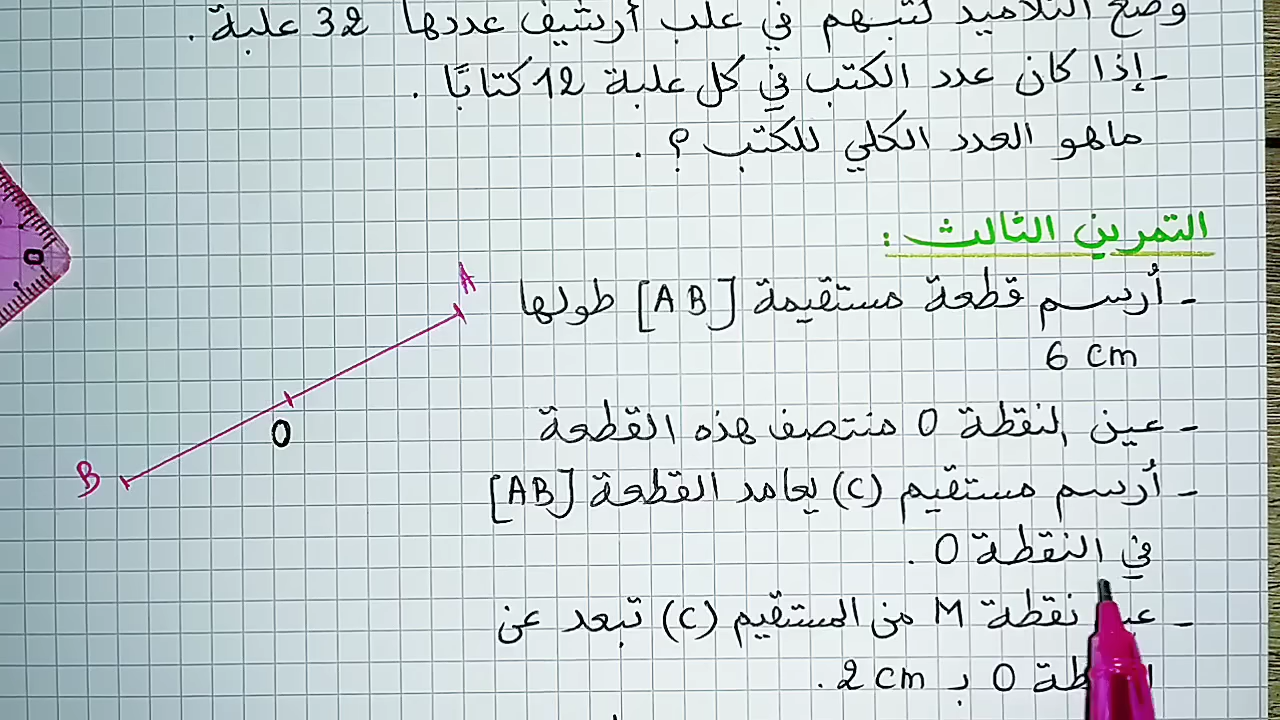 وضع التلاميذ كتبهم في علب أرشيف عددها 32 علبة .
- إذا كان عدد الكتب في كل علبة 12 كتابًا .
ماهو العدد الكلي للكتب ؟ .
التمرين الثالث :
- أرسم قطعة مستقيمة [AB] طولها
6 cm
- عين النقطة O منتصف هذه القطعة
- أرسم مستقيم (C) يعامد القطعة [AB]
في النقطة O .
- نقطة M من المستقيم (C) تبعد عن
O بـ 2 cm .
A
O
B
0